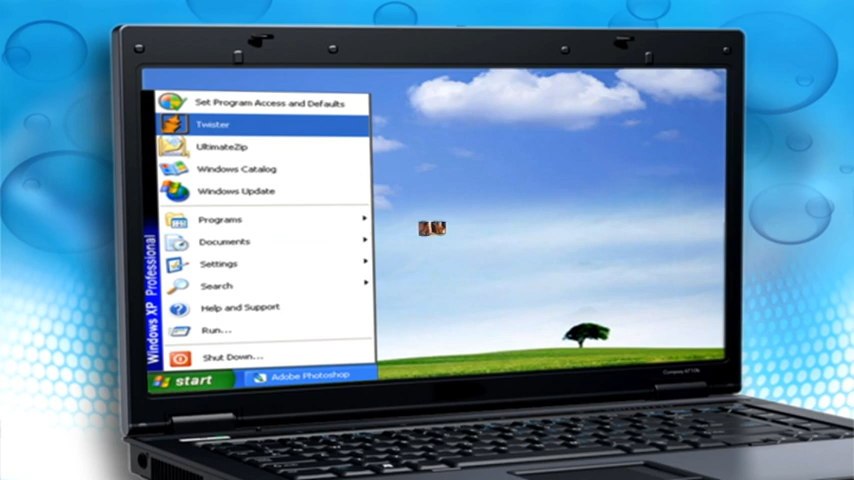 Set Program Access and Defaults
Twister
UltimateZip
Windows Catalog
Windows Update
Programs
Documents
Settings
Search
Help and Support
Run...
Shut Down...
Windows XP Professional
start
Adobe Photoshop